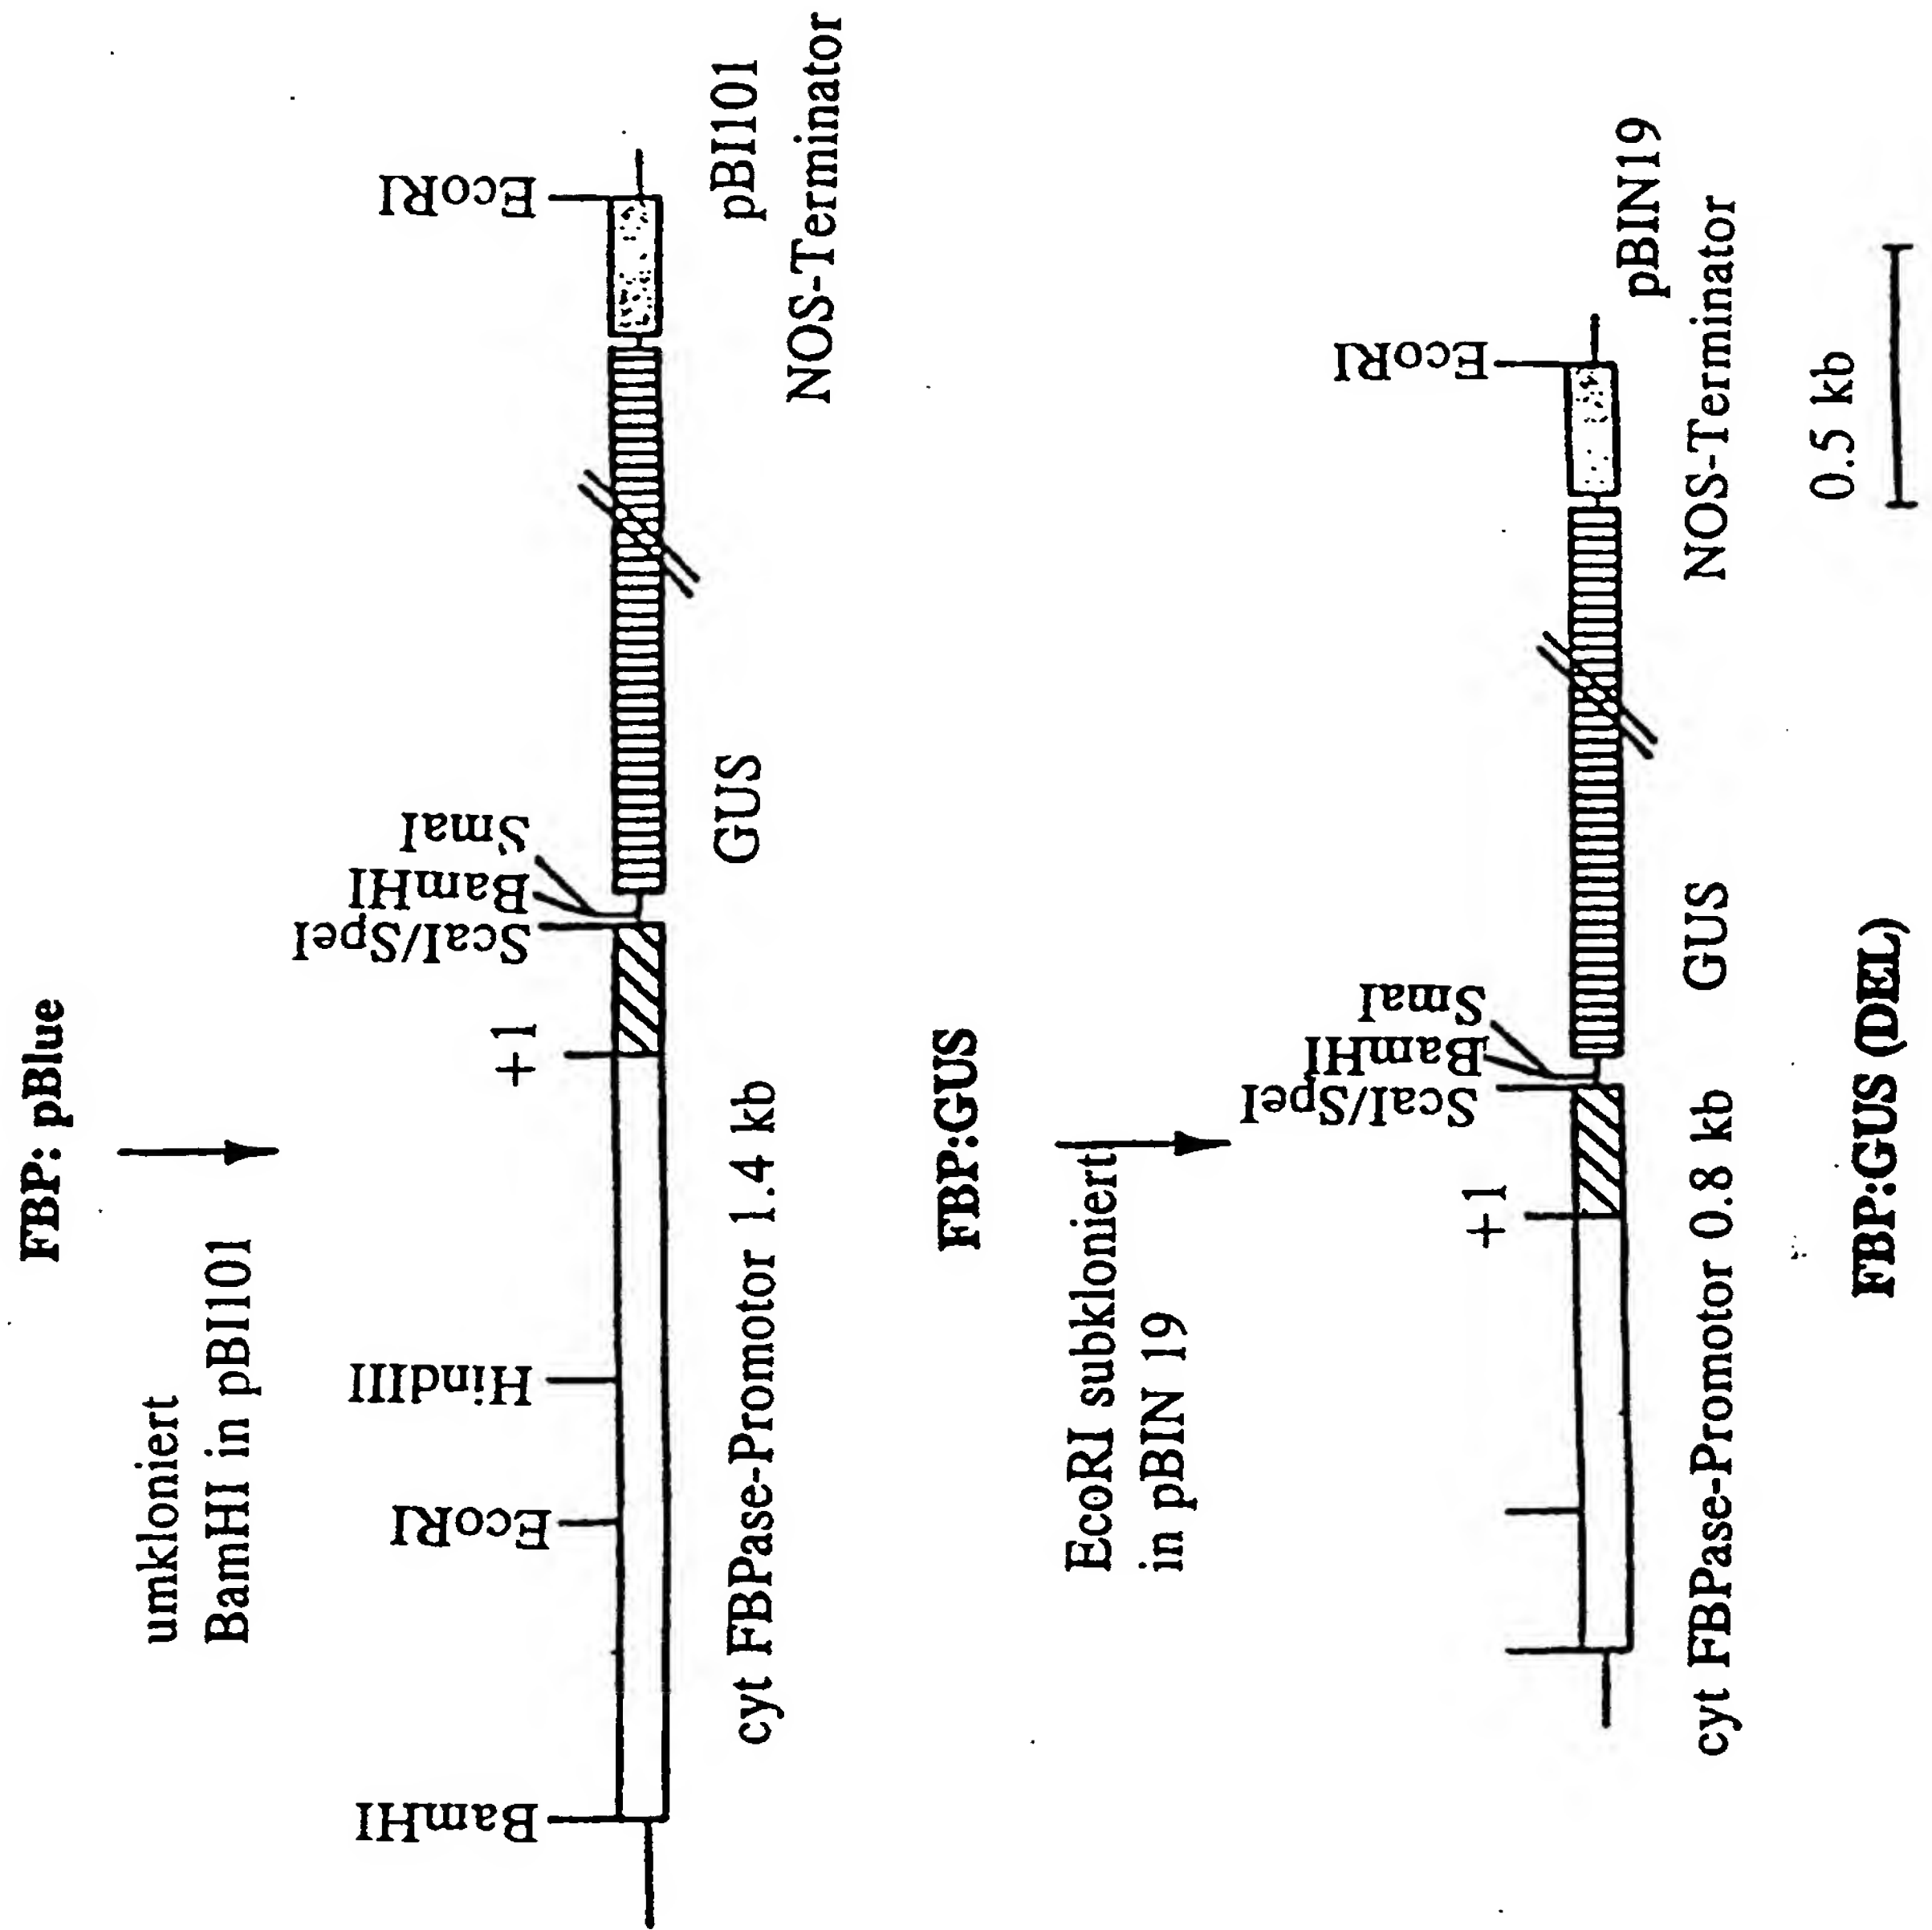 FBP: pBlue
umkloniert
BamHI in pBI101
BamHI
EcoRI
HindIII
+1
ScaI/SpeI
BamHI
SmaI
EcoRI
pBI101
cyt FBPase-Promotor 1.4 kb
GUS
NOS-Terminator
FBP:GUS
EcoRI subkloniert
in pBIN 19
+1
ScaI/SpeI
BamHI
SmaI
EcoRI
pBIN19
cyt FBPase-Promotor 0.8 kb
GUS
NOS-Terminator
0.5 kb
FBP:GUS (DEL)